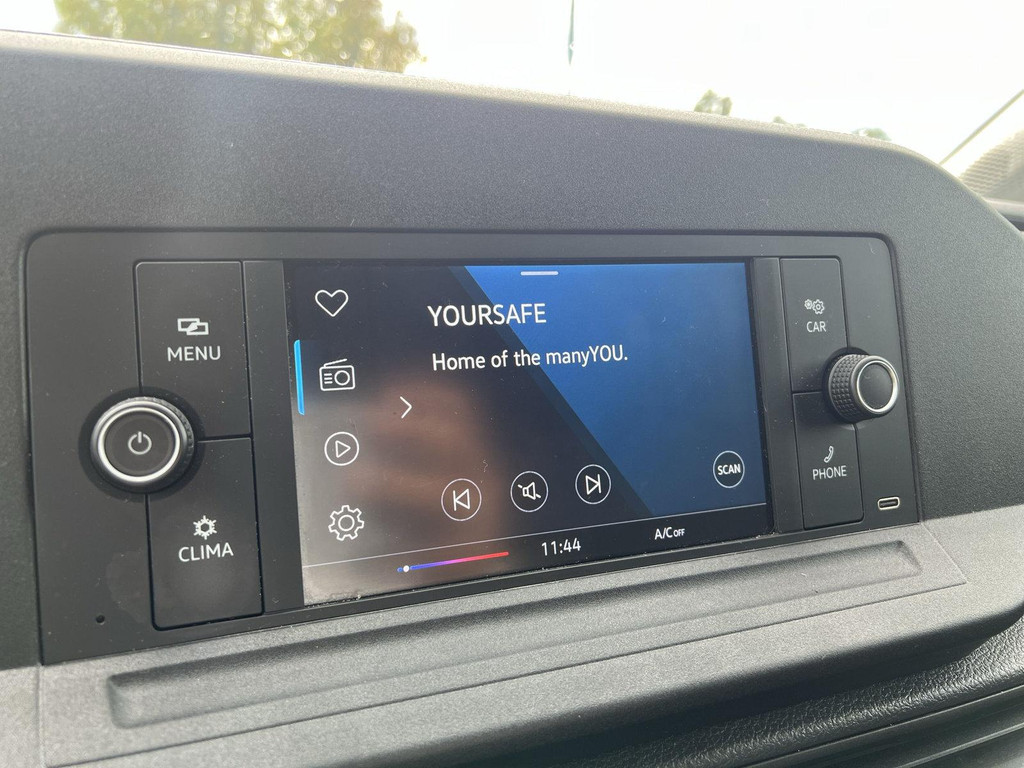 MENU
CLIMA
YOURSAFE
Home of the manyYOU.
SCAN
11:44
A/C OFF
CAR
PHONE